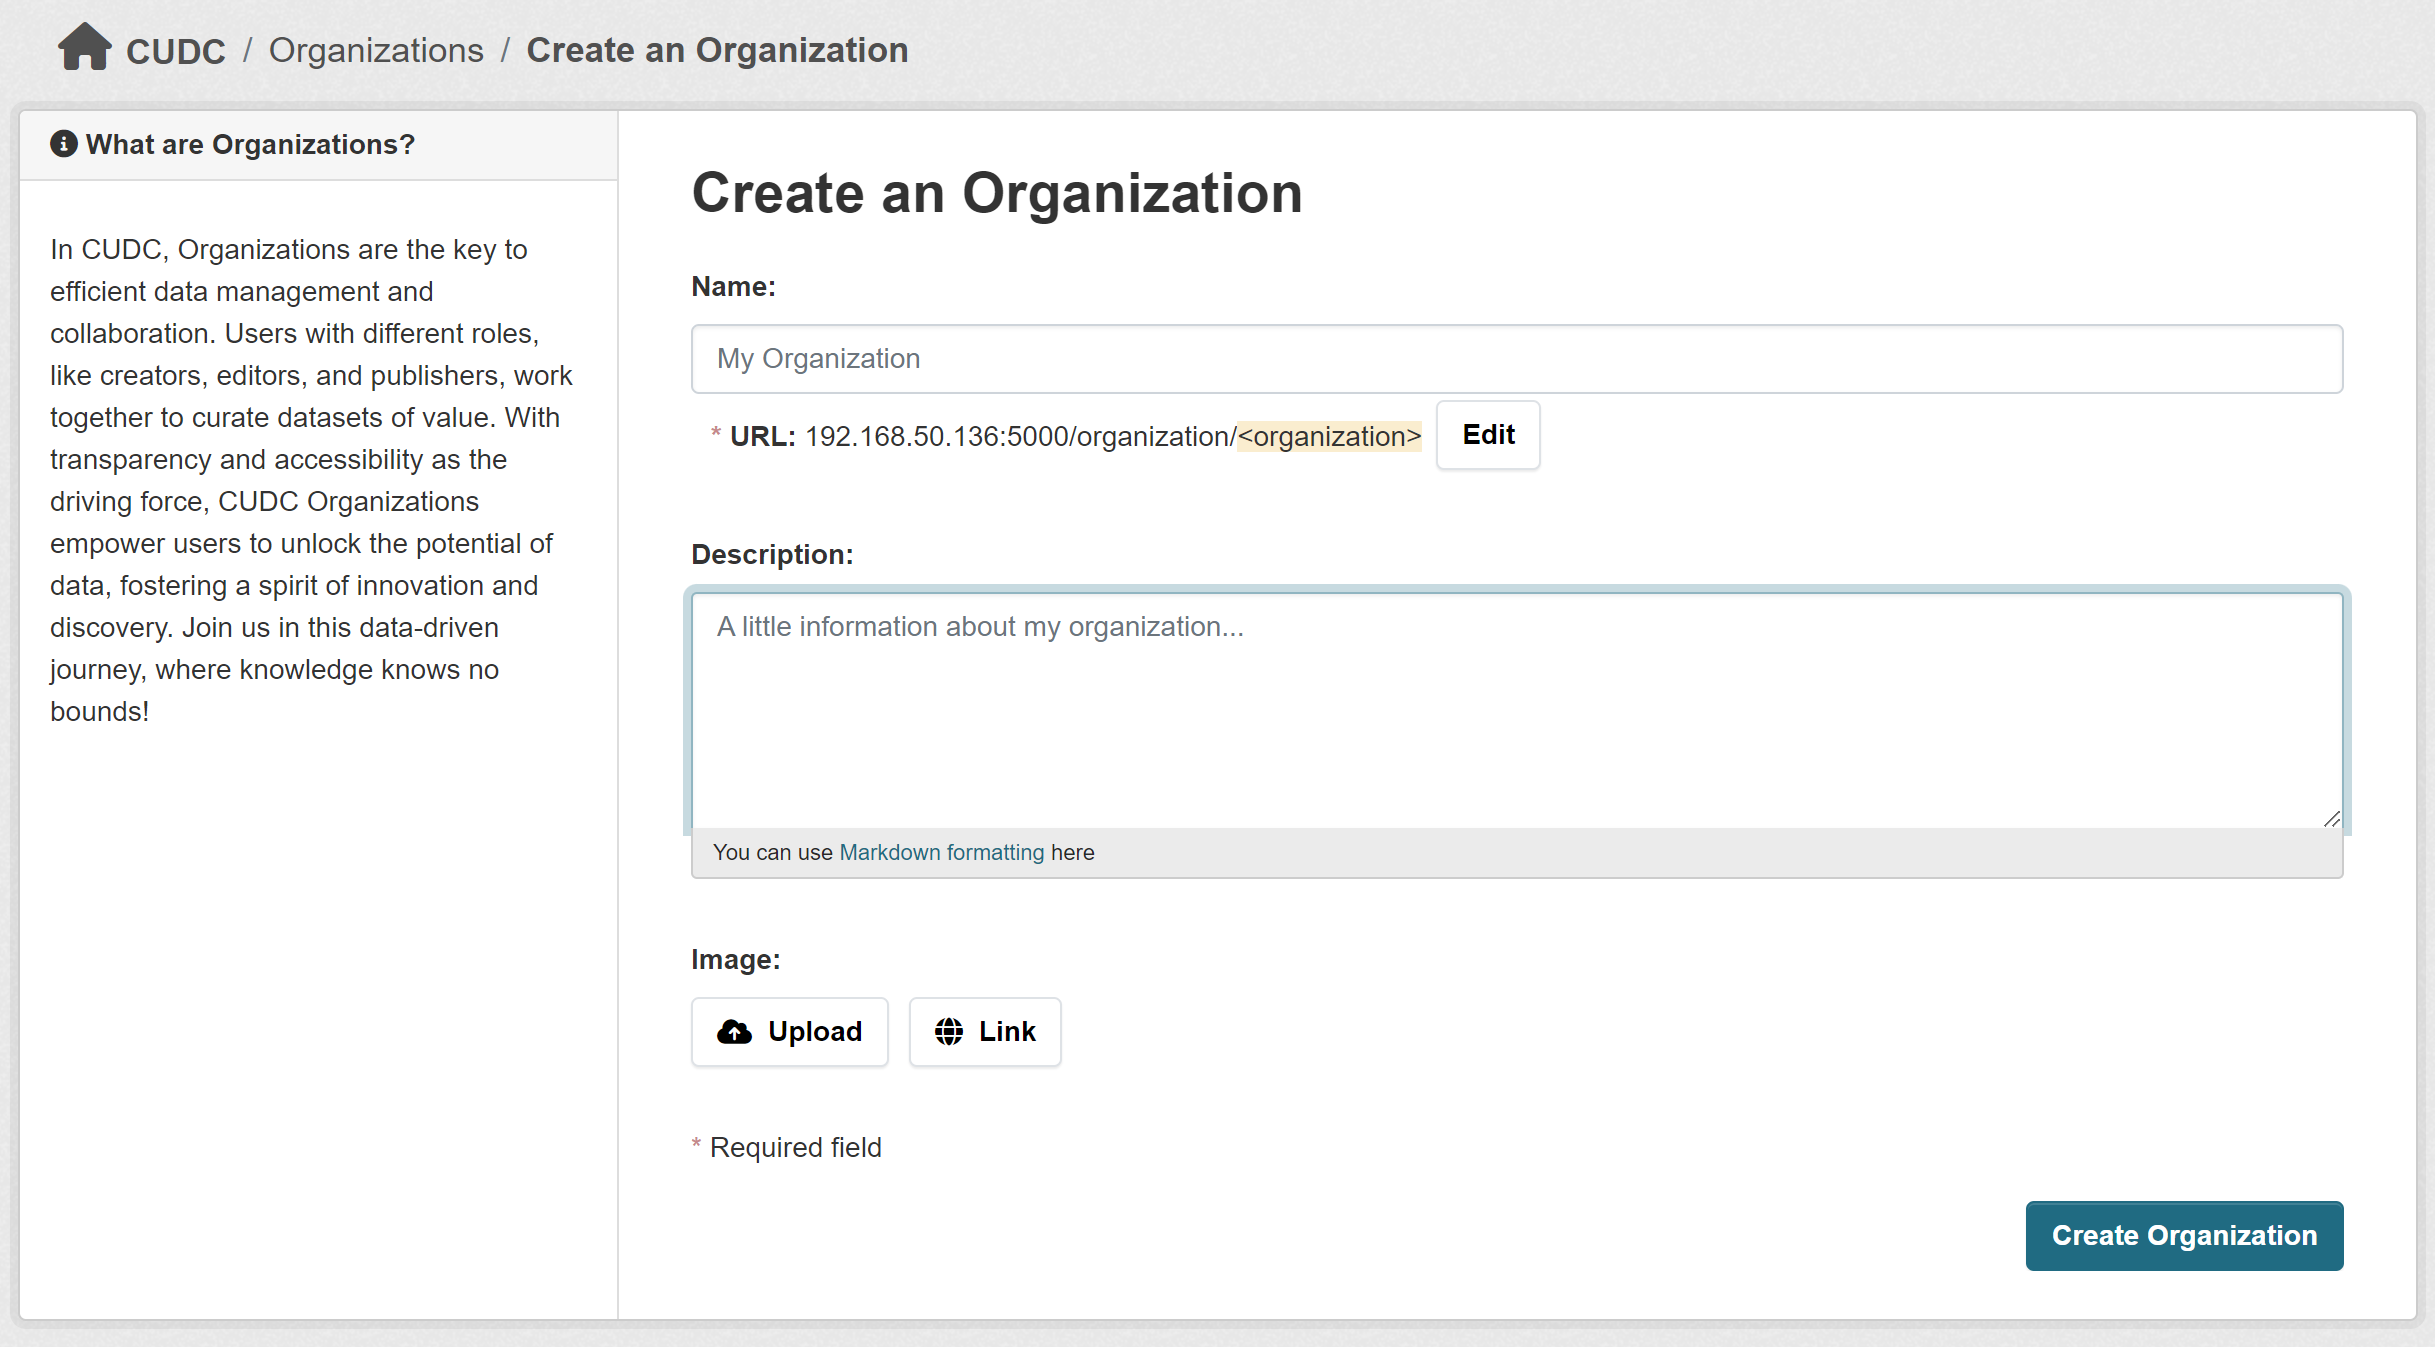 CUDC / Organizations / Create an Organization
What are Organizations?
In CUDC, Organizations are the key to
efficient data management and
collaboration. Users with different roles,
like creators, editors, and publishers, work
together to curate datasets of value. With
transparency and accessibility as the
driving force, CUDC Organizations
empower users to unlock the potential of
data, fostering a spirit of innovation and
discovery. Join us in this data-driven
journey, where knowledge knows no
bounds!
Create an Organization
Name:
My Organization
* URL: 192.168.50.136:5000/organization/<organization> Edit
Description:
A little information about my organization...
You can use Markdown formatting here
Image:
Upload Link
* Required field
Create Organization